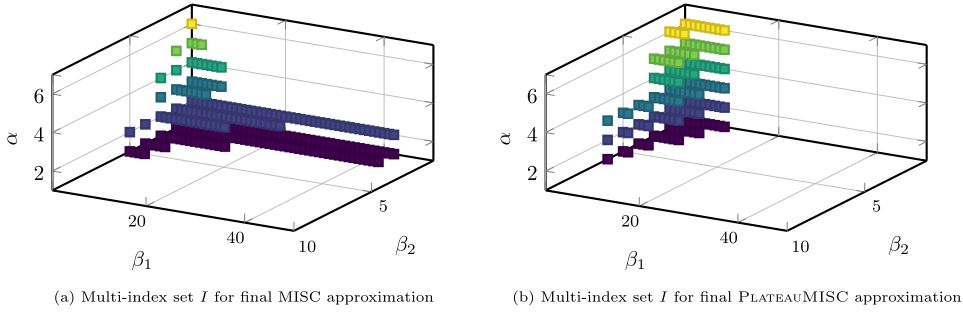 6
4
2
α
20
40
10
5
β1
β2
6
4
2
α
20
40
10
5
β1
β2
(a) Multi-index set I for final MISC approximation
(b) Multi-index set I for final PLATEAUMISC approximation